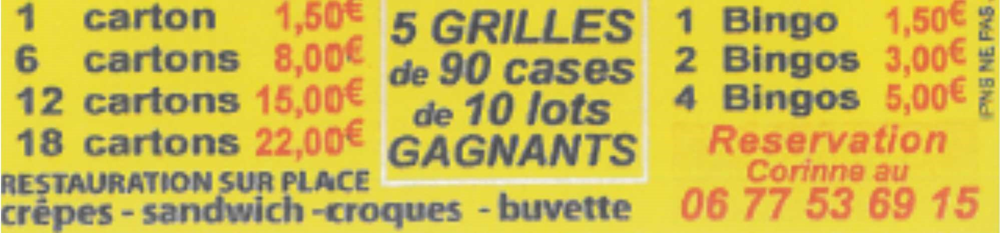 1 carton 1,50€
6 cartons 8,00€
12 cartons 15,00€
18 cartons 22,00€
RESTAURATION SUR PLACE
crêpes - sandwich -croques - buvette
5 GRILLES
de 90 cases
de 10 lots
GAGNANTS
1 Bingo 1,50€
2 Bingos 3,00€
4 Bingos 5,00€
Reservation
Corinne au
06 77 53 69 15
IPNS NE PAS